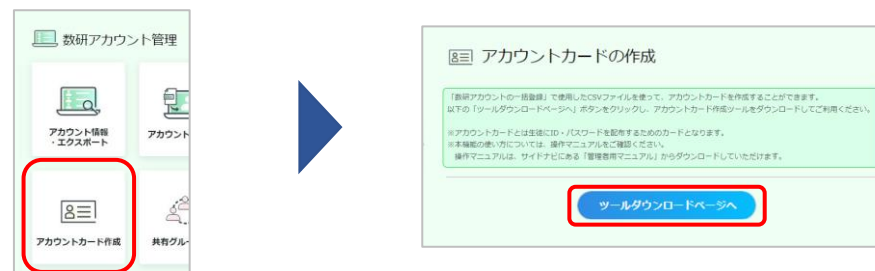 数研アカウント管理
アカウント情報
・エクスポート
アカウント
アカウントカード作成
共有グルー
アカウントカードの作成
「数研アカウントの一括登録」で使用したCSVファイルを使って、アカウントカードを作成することができます。
以下の「ツールダウンロードページへ」ボタンをクリックし、アカウントカード作成ツールをダウンロードしてご利用ください。
※アカウントカードとは生徒にID・パスワードを配布するためのカードとなります。
※本機能の使い方については、操作マニュアルをご確認ください。
操作マニュアルは、サイドナビにある「管理者用マニュアル」からダウンロードしていただけます。
ツールダウンロードページへ